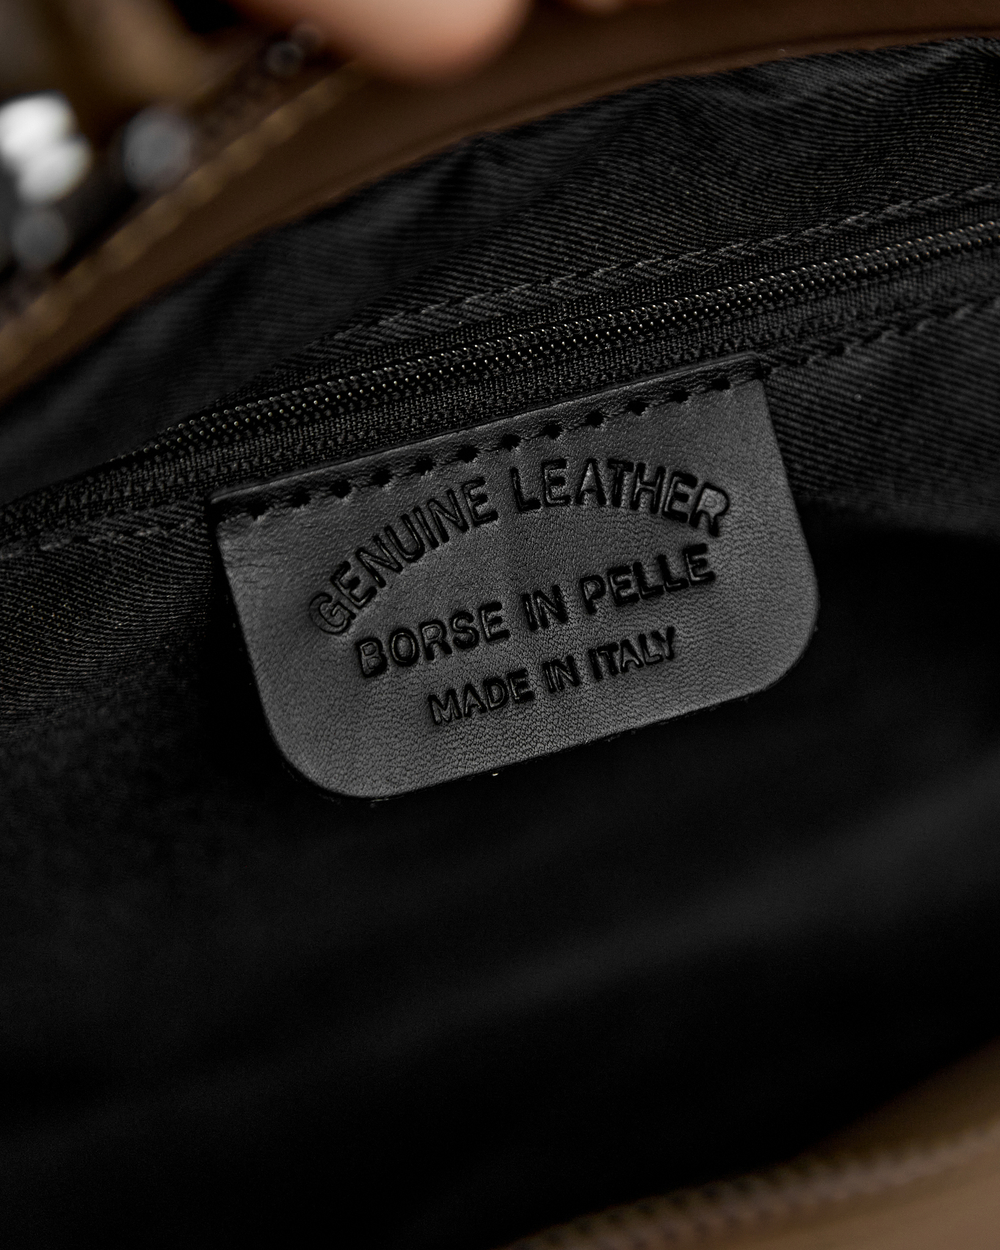 GENUINE LEATHER
BORSE IN PELLE
MADE IN ITALY